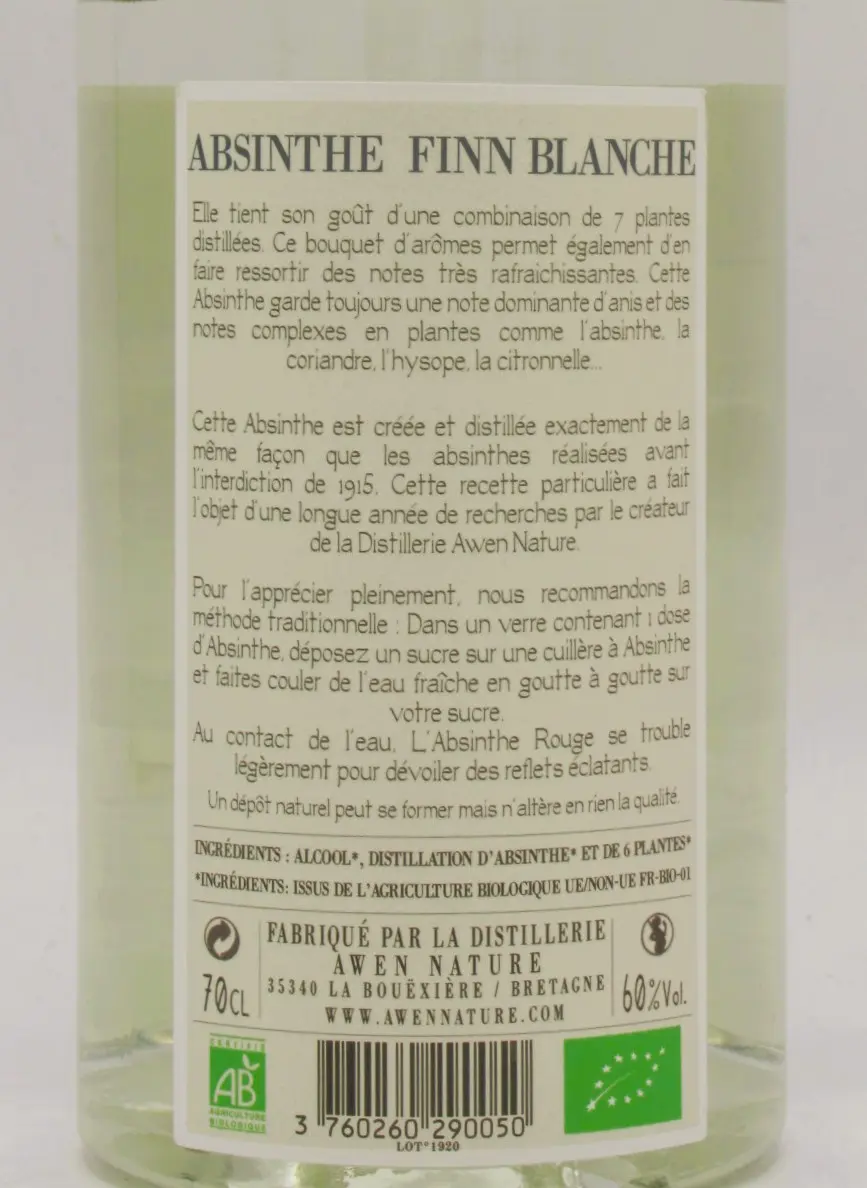 ABSINTHE FINN BLANCHE
Elle tient son goût d'une combinaison de 7 plantes
distillées. Ce bouquet d'arômes permet également d'en
faire ressortir des notes très rafraichissantes. Cette
Absinthe garde toujours une note dominante d'anis et des
notes complexes en plantes comme l'absinthe, la
coriandre, l'hysope, la citronnelle...
Cette Absinthe est créée et distillée exactement de la
même façon que les absinthes réalisées avant
l'interdiction de 1915. Cette recette particulière a fait
l'objet d'une longue année de recherches par le créateur
de la Distillerie Awen Nature.
Pour l'apprécier pleinement, nous recommandons la
méthode traditionnelle : Dans un verre contenant 1 dose
d'Absinthe, déposez un sucre sur une cuillère à Absinthe
et faites couler de l'eau fraîche en goutte à goutte sur
votre sucre.
Au contact de l'eau, L'Absinthe Rouge se trouble
légèrement pour dévoiler des reflets éclatants.
Un dépôt naturel peut se former mais n'altère en rien la qualité.
INGRÉDIENTS : ALCOOL*, DISTILLATION D'ABSINTHE* ET DE 6 PLANTES*
*INGRÉDIENTS: ISSUS DE L'AGRICULTURE BIOLOGIQUE UE/NON-UE FR-BIO-01
70CL
FABRIQUÉ PAR LA DISTILLERIE
AWEN NATURE
35340 LA BOUËXIÈRE / BRETAGNE
WWW.AWENNATURE.COM
60%Vol.
CERTIFIÉ
AB
AGRICULTURE
BIOLOGIQUE
3 760260 290050
LOT°1920